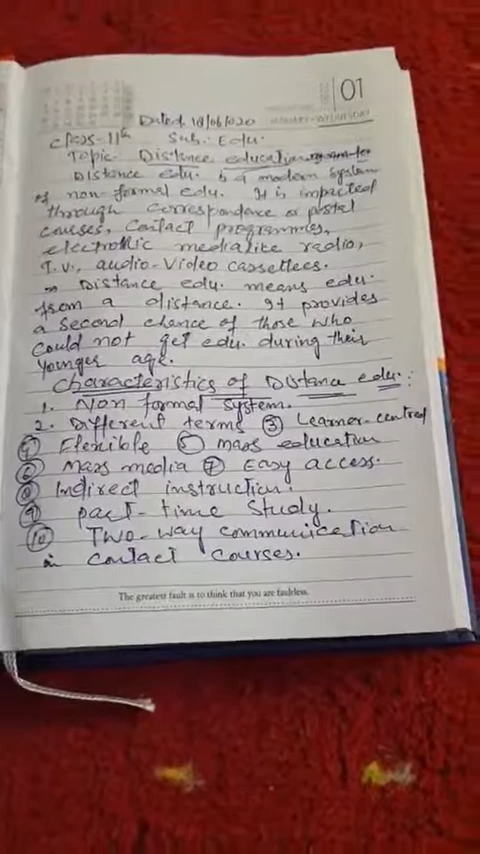 01
JANUARY • WEDNESDAY
Dated 18/06/020
Class-11th Sub: Edu.
Topic- Distance education
Distance edu. is a modern system
of non-formal edu. It is imparted
through correspondence or postal
courses, contact programmes,
electronic media like radio,
T.V., audio-video cassettees.
Distance edu. means edu.
from a distance. It provides
a second chance of those who
could not get edu. during their
younger age.
Characteristics of Distance edu.:
1. Non formal system.
2. Different terms ③ Learner-centred
④ Flexible ⑤ mass education
⑥ Mass media ⑦ Easy access.
⑧ Indirect instruction.
⑨ part-time study.
⑩ Two-way communication
in contact courses.
The greatest fault is to think that you are faultless.